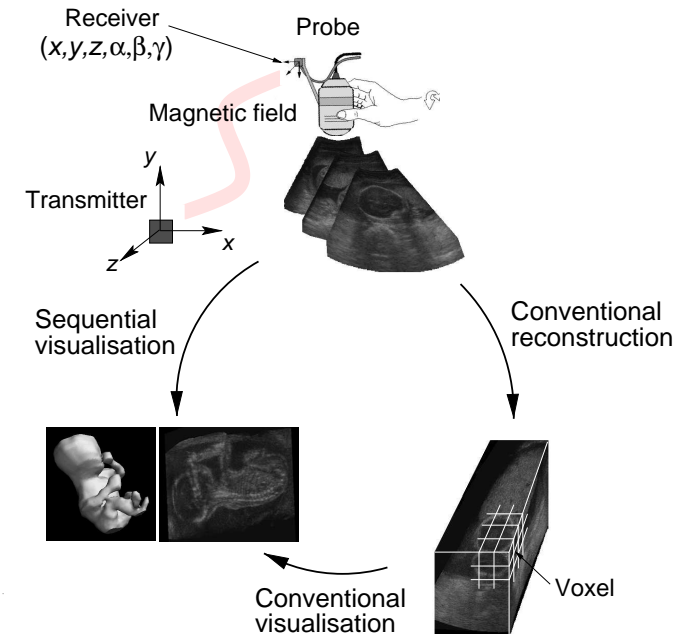 Receiver
(x,y,z,α,β,γ)
Probe
Magnetic field
y
Transmitter
x
z
Sequential
visualisation
Conventional
reconstruction
Voxel
Conventional
visualisation